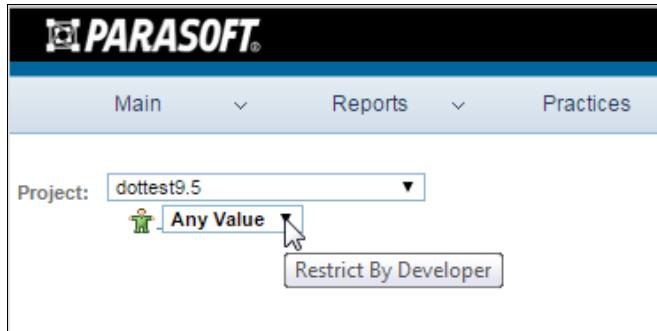 PARASOFT®
Main Reports Practices
Project: dottest9.5
Any Value
Restrict By Developer